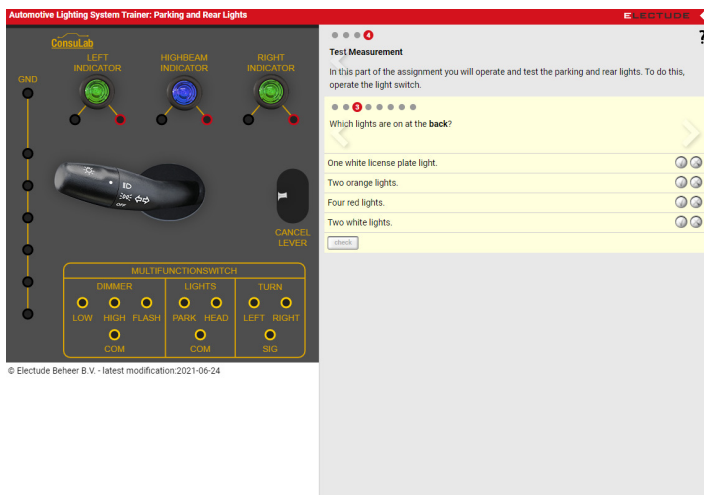 Automotive Lighting System Trainer: Parking and Rear Lights
ELECTUDE
ConsuLab
LEFT INDICATOR
HIGHBEAM INDICATOR
RIGHT INDICATOR
GND
OFF
CANCEL LEVER
MULTIFUNCTIONSWITCH
DIMMER
LIGHTS
TURN
LOW HIGH FLASH
PARK HEAD
LEFT RIGHT
COM
COM
SIG
© Electude Beheer B.V. - latest modification:2021-06-24
4
?
Test Measurement
In this part of the assignment you will operate and test the parking and rear lights. To do this,
operate the light switch.
3
Which lights are on at the back?
One white license plate light.
Two orange lights.
Four red lights.
Two white lights.
check